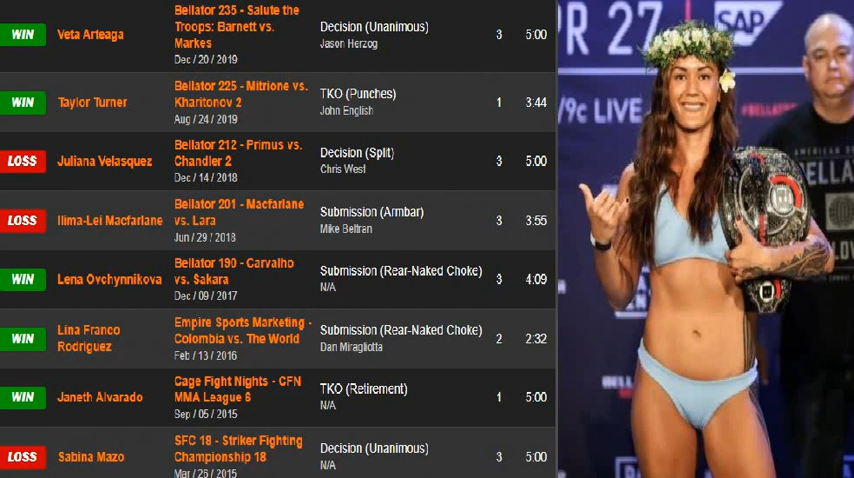 WIN
Veta Arteaga
Bellator 235 - Salute the
Troops: Barnett vs.
Markes
Dec / 20 / 2019
Decision (Unanimous)
Jason Herzog
3
5:00
WIN
Taylor Turner
Bellator 225 - Mitrione vs.
Kharitonov 2
Aug / 24 / 2019
TKO (Punches)
John English
1
3:44
LOSS
Juliana Velasquez
Bellator 212 - Primus vs.
Chandler 2
Dec / 14 / 2018
Decision (Split)
Chris West
3
5:00
LOSS
Ilima-Lei Macfarlane
Bellator 201 - Macfarlane
vs. Lara
Jun / 29 / 2018
Submission (Armbar)
Mike Beltran
3
3:55
WIN
Lena Ovchynnikova
Bellator 190 - Carvalho
vs. Sakara
Dec / 09 / 2017
Submission (Rear-Naked Choke)
N/A
3
4:09
WIN
Lina Franco
Rodriguez
Empire Sports Marketing -
Colombia vs. The World
Feb / 13 / 2016
Submission (Rear-Naked Choke)
Dan Miragliotta
2
2:32
WIN
Janeth Alvarado
Cage Fight Nights - CFN
MMA League 6
Sep / 05 / 2015
TKO (Retirement)
N/A
1
5:00
LOSS
Sabina Mazo
SFC 18 - Striker Fighting
Championship 18
Mar / 26 / 2015
Decision (Unanimous)
N/A
3
5:00
PR 27
SAP
/9c LIVE